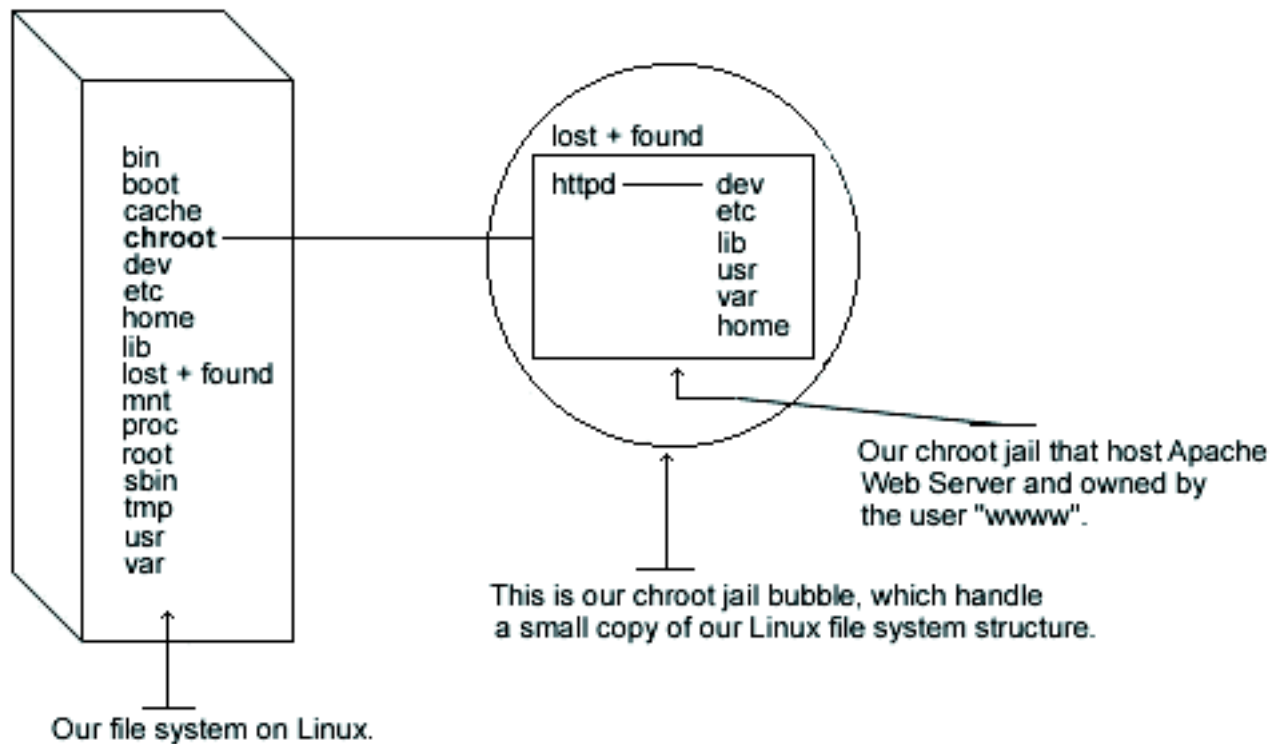 bin
boot
cache
chroot
dev
etc
home
lib
lost + found
mnt
proc
root
sbin
tmp
usr
var
Our file system on Linux.
lost + found
httpd dev
etc
lib
usr
var
home
Our chroot jail that host Apache
Web Server and owned by
the user "wwww".
This is our chroot jail bubble, which handle
a small copy of our Linux file system structure.